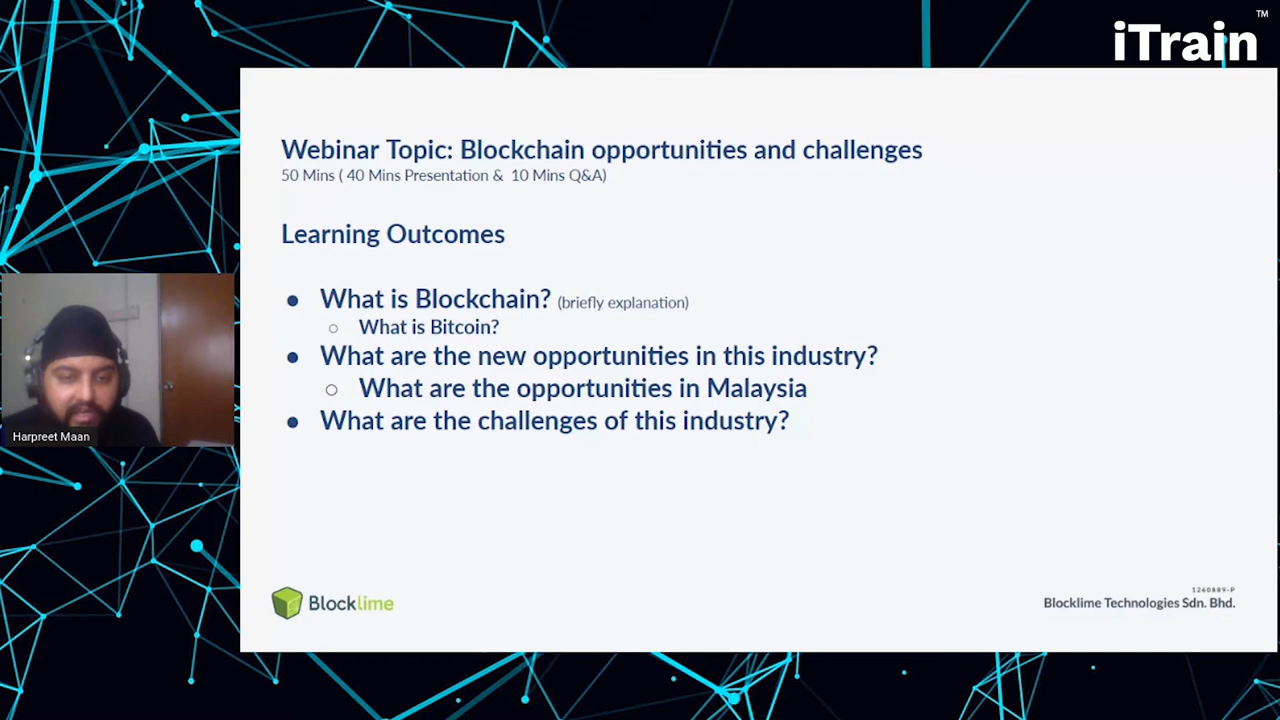 iTrain™
Webinar Topic: Blockchain opportunities and challenges
50 Mins ( 40 Mins Presentation & 10 Mins Q&A)
Learning Outcomes
● What is Blockchain? (briefly explanation)
○ What is Bitcoin?
● What are the new opportunities in this industry?
○ What are the opportunities in Malaysia
● What are the challenges of this industry?
Harpreet Maan
Blocklime
1260889-P
Blocklime Technologies Sdn. Bhd.